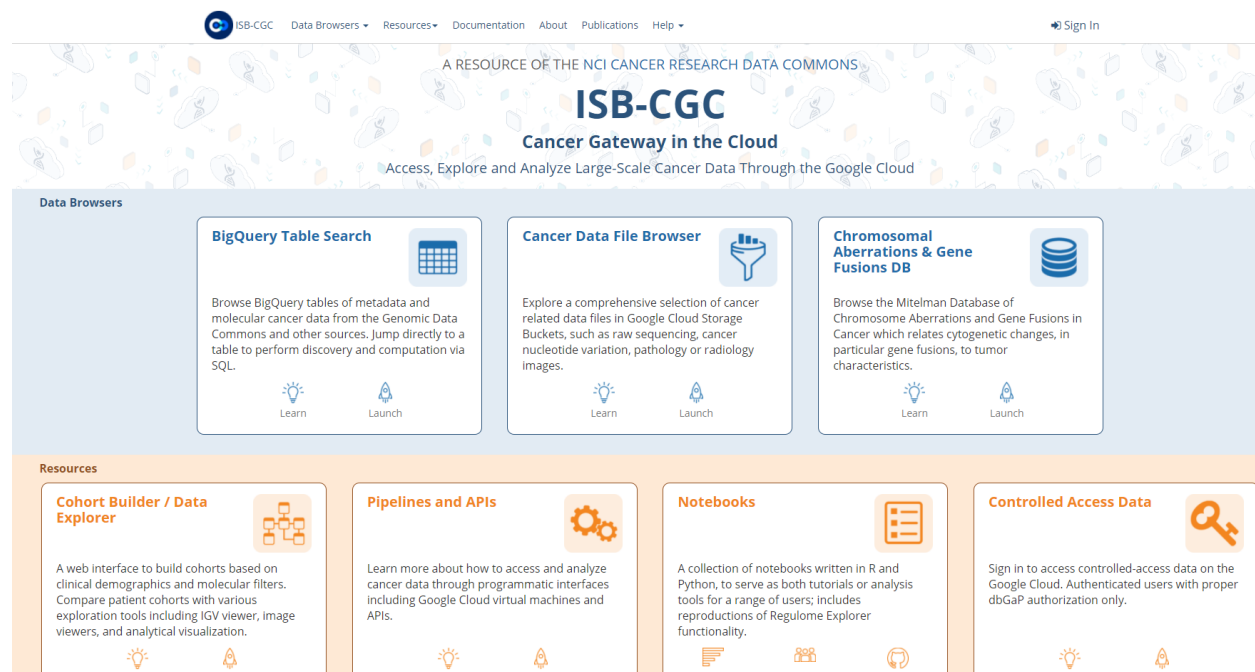 ISB-CGC Data Browsers Resources Documentation About Publications Help Sign In
A RESOURCE OF THE NCI CANCER RESEARCH DATA COMMONS
ISB-CGC
Cancer Gateway in the Cloud
Access, Explore and Analyze Large-Scale Cancer Data Through the Google Cloud
Data Browsers
BigQuery Table Search
Browse BigQuery tables of metadata and
molecular cancer data from the Genomic Data
Commons and other sources. Jump directly to a
table to perform discovery and computation via
SQL.
Learn Launch
Cancer Data File Browser
Explore a comprehensive selection of cancer
related data files in Google Cloud Storage
Buckets, such as raw sequencing, cancer
nucleotide variation, pathology or radiology
images.
Learn Launch
Chromosomal
Aberrations & Gene
Fusions DB
Browse the Mitelman Database of
Chromosome Aberrations and Gene Fusions in
Cancer which relates cytogenetic changes, in
particular gene fusions, to tumor
characteristics.
Learn Launch
Resources
Cohort Builder / Data
Explorer
A web interface to build cohorts based on
clinical demographics and molecular filters.
Compare patient cohorts with various
exploration tools including IGV viewer, image
viewers, and analytical visualization.
Pipelines and APIs
Learn more about how to access and analyze
cancer data through programmatic interfaces
including Google Cloud virtual machines and
APIs.
Notebooks
A collection of notebooks written in R and
Python, to serve as both tutorials or analysis
tools for a range of users; includes
reproductions of Regulome Explorer
functionality.
Controlled Access Data
Sign in to access controlled-access data on the
Google Cloud. Authenticated users with proper
dbGaP authorization only.